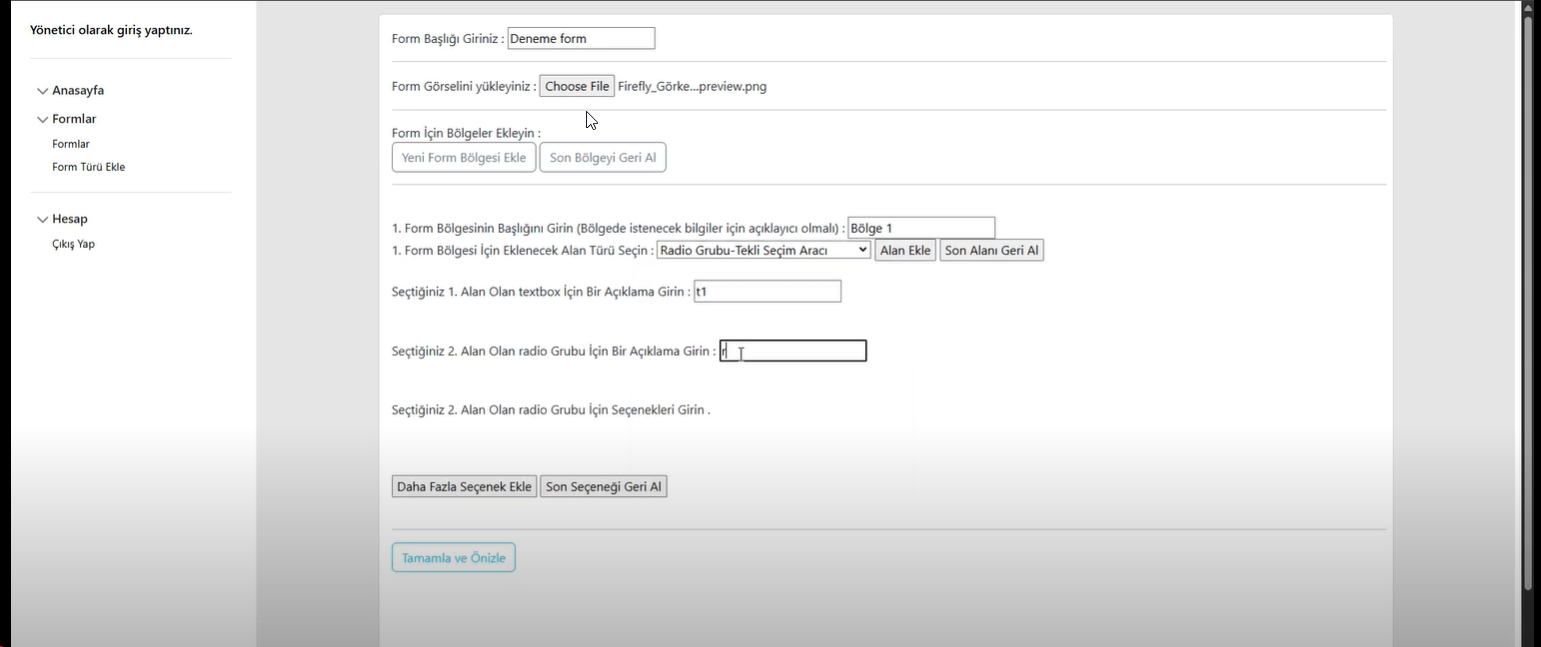 Yönetici olarak giriş yaptınız.
Anasayfa
Formlar
Formlar
Form Türü Ekle
Hesap
Çıkış Yap
Form Başlığı Giriniz : Deneme form
Form Görselini yükleyiniz : Choose File Firefly_Görke...preview.png
Form İçin Bölgeler Ekleyin :
Yeni Form Bölgesi Ekle Son Bölgeyi Geri Al
1. Form Bölgesinin Başlığını Girin (Bölgede istenecek bilgiler için açıklayıcı olmalı) : Bölge 1
1. Form Bölgesi İçin Eklenecek Alan Türü Seçin : Radio Grubu-Tekli Seçim Aracı Alan Ekle Son Alanı Geri Al
Seçtiğiniz 1. Alan Olan textbox İçin Bir Açıklama Girin : t1
Seçtiğiniz 2. Alan Olan radio Grubu İçin Bir Açıklama Girin : r
Seçtiğiniz 2. Alan Olan radio Grubu İçin Seçenekleri Girin .
Daha Fazla Seçenek Ekle Son Seçeneği Geri Al
Tamamla ve Önizle